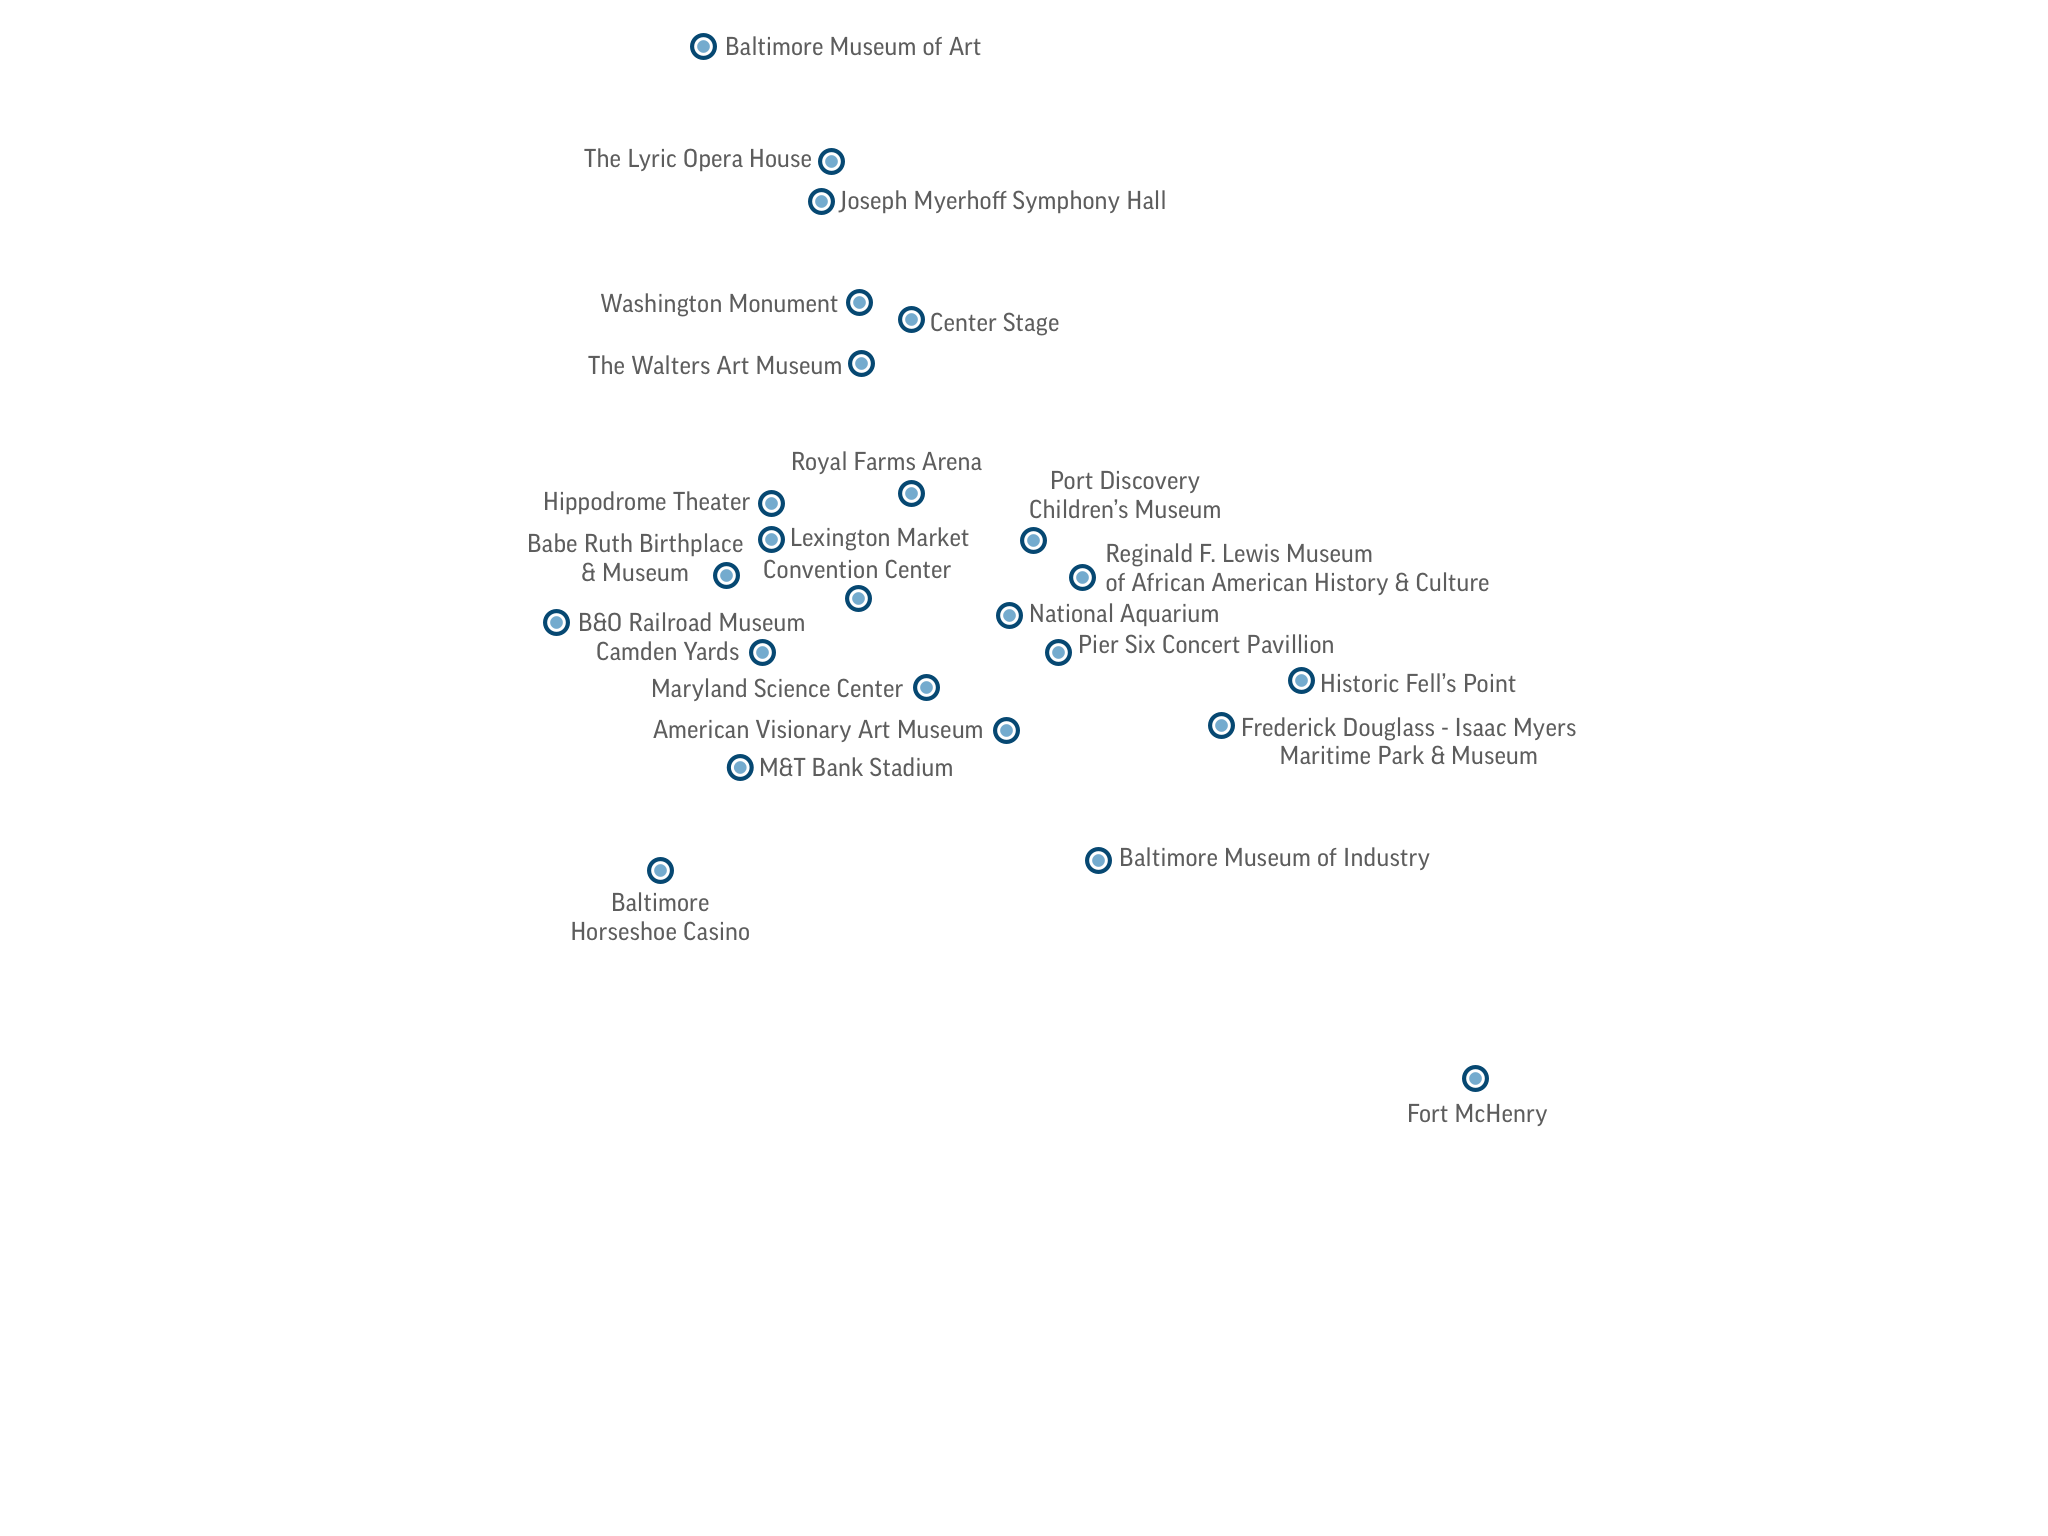 Baltimore Museum of Art
The Lyric Opera House
Joseph Myerhoff Symphony Hall
Washington Monument
Center Stage
The Walters Art Museum
Royal Farms Arena
Port Discovery
Children’s Museum
Hippodrome Theater
Lexington Market
Babe Ruth Birthplace
& Museum
Convention Center
Reginald F. Lewis Museum
of African American History & Culture
B&O Railroad Museum
National Aquarium
Camden Yards
Pier Six Concert Pavillion
Maryland Science Center
Historic Fell’s Point
American Visionary Art Museum
Frederick Douglass - Isaac Myers
Maritime Park & Museum
M&T Bank Stadium
Baltimore Museum of Industry
Baltimore
Horseshoe Casino
Fort McHenry